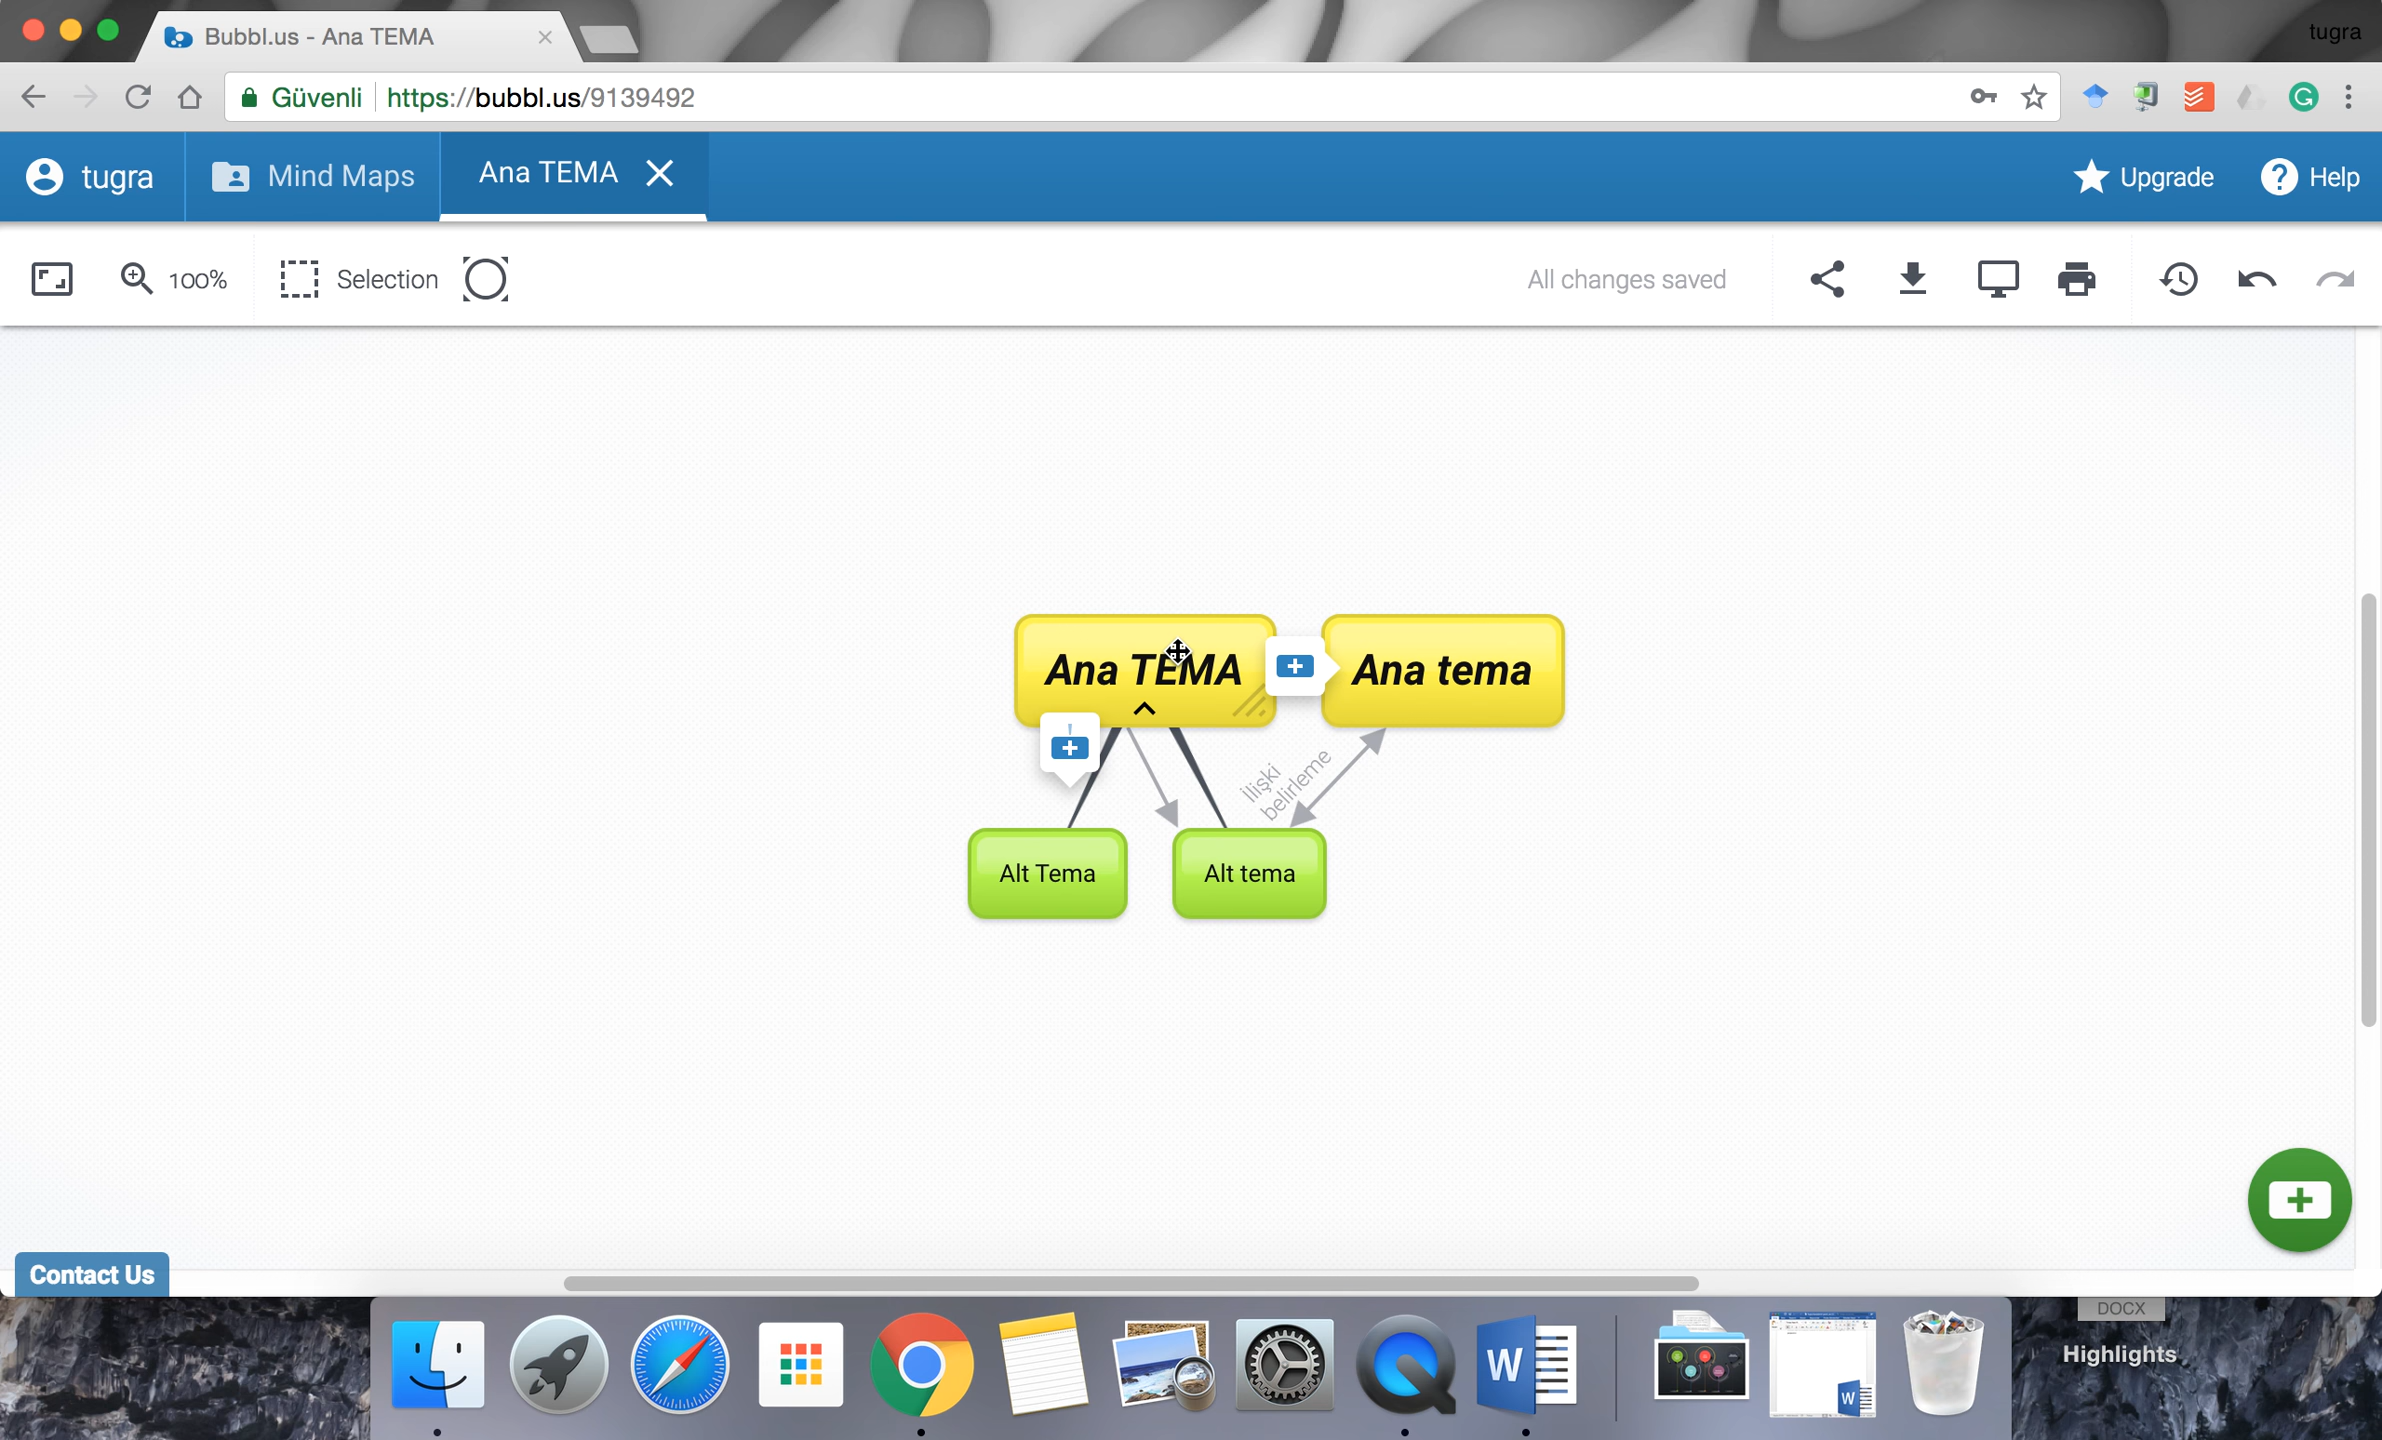 Bubbl.us - Ana TEMA
tugra
Güvenli
https://bubbl.us/9139492
tugra
Mind Maps
Ana TEMA
Upgrade
Help
100%
Selection
All changes saved
Ana TEMA
Ana tema
İlişki
belirleme
Alt Tema
Alt tema
Contact Us
DOCX
Highlights